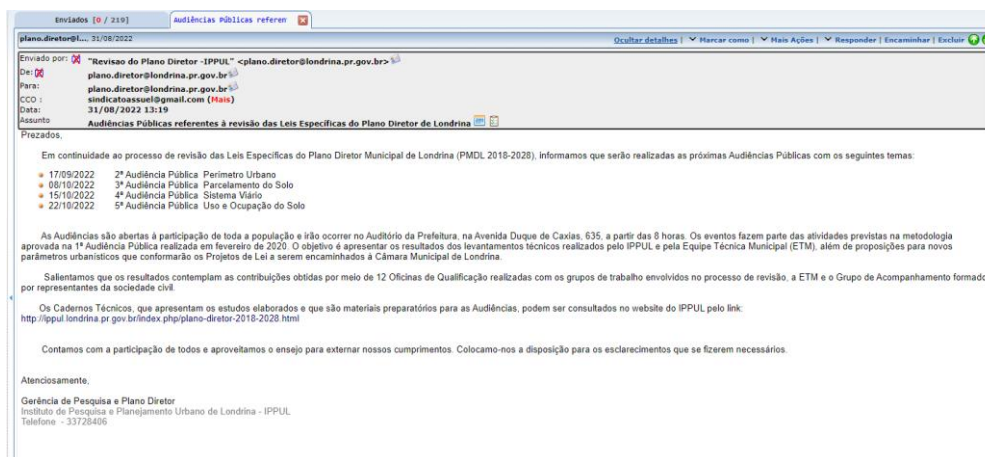 Enviados [0 / 219] Audiências Públicas referen
plano.diretor@l..., 31/08/2022 Ocultar detalhes | Marcar como | Mais Ações | Responder | Encaminhar | Excluir
Enviado por: "Revisao do Plano Diretor -IPPUL" <plano.diretor@londrina.pr.gov.br>
De: plano.diretor@londrina.pr.gov.br
Para: plano.diretor@londrina.pr.gov.br
CCO : sindicatoassuel@gmail.com (Mais)
Data: 31/08/2022 13:19
Assunto Audiências Públicas referentes à revisão das Leis Específicas do Plano Diretor de Londrina
Prezados,
Em continuidade ao processo de revisão das Leis Específicas do Plano Diretor Municipal de Londrina (PMDL 2018-2028), informamos que serão realizadas as próximas Audiências Públicas com os seguintes temas:
17/09/2022 2ª Audiência Pública Perímetro Urbano
08/10/2022 3ª Audiência Pública Parcelamento do Solo
15/10/2022 4ª Audiência Pública Sistema Viário
22/10/2022 5ª Audiência Pública Uso e Ocupação do Solo
As Audiências são abertas à participação de toda a população e irão ocorrer no Auditório da Prefeitura, na Avenida Duque de Caxias, 635, a partir das 8 horas. Os eventos fazem parte das atividades previstas na metodologia
aprovada na 1ª Audiência Pública realizada em fevereiro de 2020. O objetivo é apresentar os resultados dos levantamentos técnicos realizados pelo IPPUL e pela Equipe Técnica Municipal (ETM), além de proposições para novos
parâmetros urbanísticos que conformarão os Projetos de Lei a serem encaminhados à Câmara Municipal de Londrina.
Salientamos que os resultados contemplam as contribuições obtidas por meio de 12 Oficinas de Qualificação realizadas com os grupos de trabalho envolvidos no processo de revisão, a ETM e o Grupo de Acompanhamento formado
por representantes da sociedade civil.
Os Cadernos Técnicos, que apresentam os estudos elaborados e que são materiais preparatórios para as Audiências, podem ser consultados no website do IPPUL pelo link:
http://ippul.londrina.pr.gov.br/index.php/plano-diretor-2018-2028.html
Contamos com a participação de todos e aproveitamos o ensejo para externar nossos cumprimentos. Colocamo-nos a disposição para os esclarecimentos que se fizerem necessários.
Atenciosamente,
Gerência de Pesquisa e Plano Diretor
Instituto de Pesquisa e Planejamento Urbano de Londrina - IPPUL
Telefone - 33728406